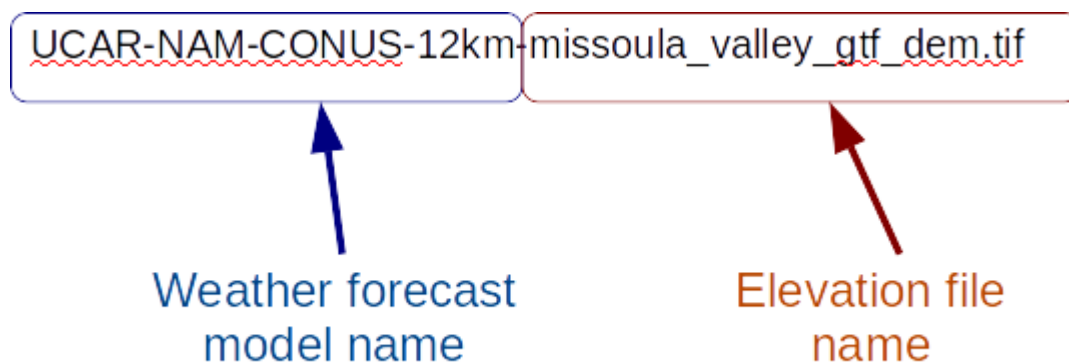 UCAR-NAM-CONUS-12km-missoula_valley_gtf_dem.tif
Weather forecast
model name
Elevation file
name